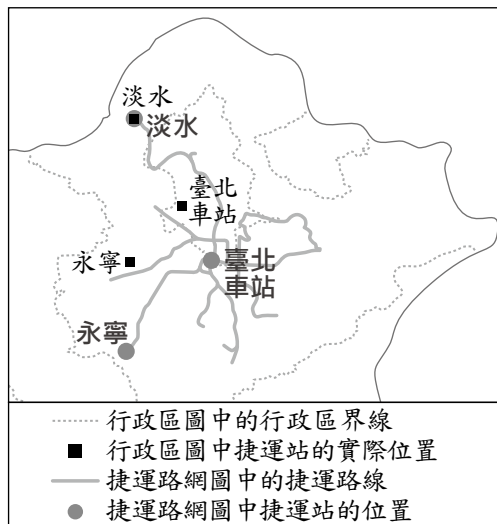 淡水
淡水
臺北
車站
臺北
車站
永寧
永寧
行政區圖中的行政區界線
行政區圖中捷運站的實際位置
捷運路網圖中的捷運路線
捷運路網圖中捷運站的位置